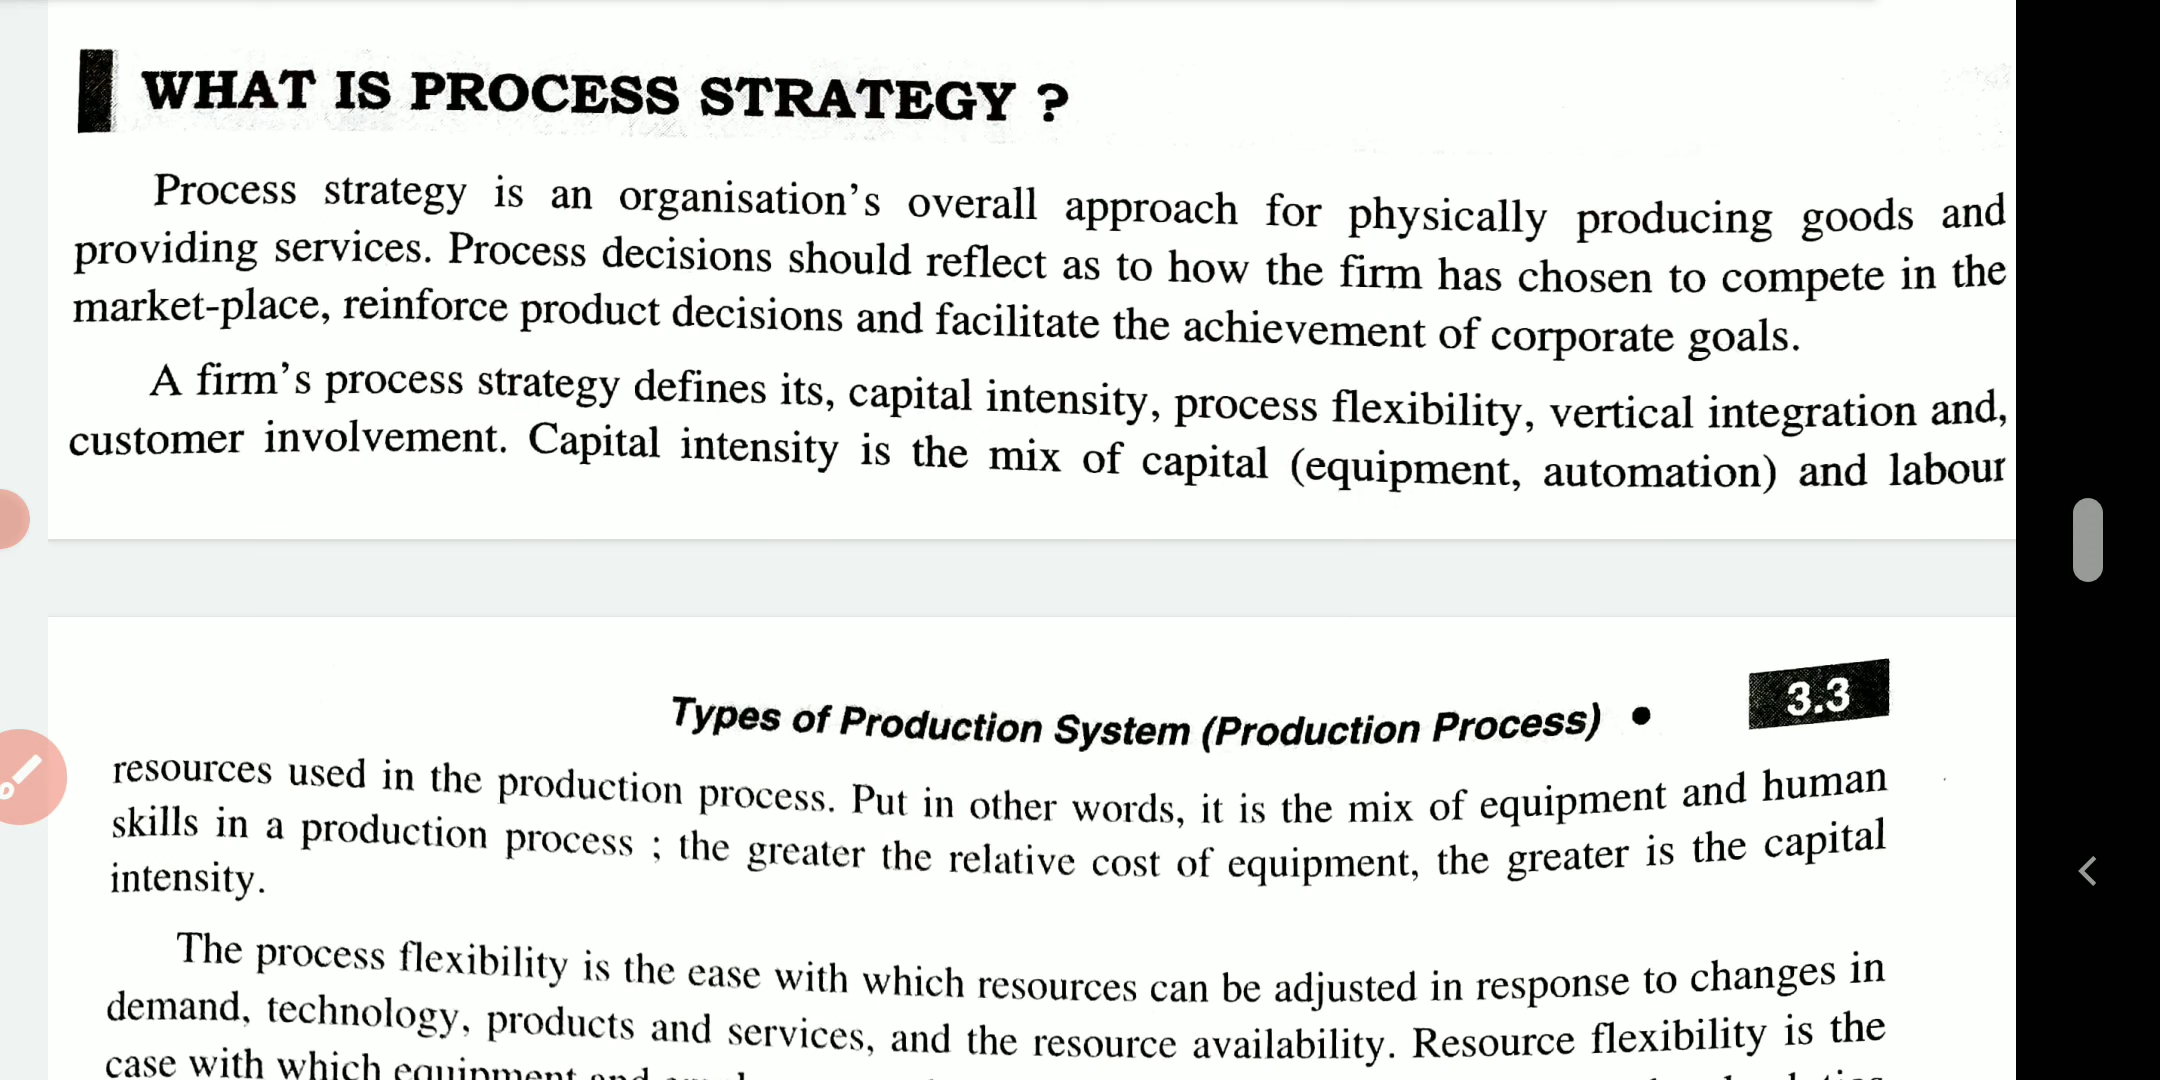 WHAT IS PROCESS STRATEGY ?
Process strategy is an organisation's overall approach for physically producing goods and
providing services. Process decisions should reflect as to how the firm has chosen to compete in the
market-place, reinforce product decisions and facilitate the achievement of corporate goals.
A firm's process strategy defines its, capital intensity, process flexibility, vertical integration and,
customer involvement. Capital intensity is the mix of capital (equipment, automation) and labour
Types of Production System (Production Process) • 3.3
resources used in the production process. Put in other words, it is the mix of equipment and human
skills in a production process ; the greater the relative cost of equipment, the greater is the capital
intensity.
The process flexibility is the ease with which resources can be adjusted in response to changes in
demand, technology, products and services, and the resource availability. Resource flexibility is the
case with which equipment and